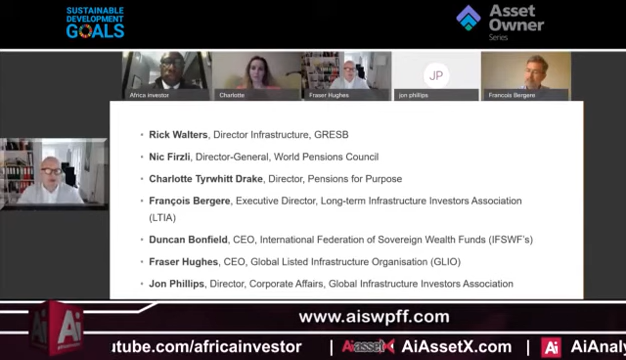 SUSTAINABLE
DEVELOPMENT
GOALS
Asset
Owner
Series
Africa investor
Charlotte
Fraser Hughes
JP
jon phillips
Francois Bergere
• Rick Walters, Director Infrastructure, GRESB
• Nic Firzli, Director-General, World Pensions Council
• Charlotte Tyrwhitt Drake, Director, Pensions for Purpose
• François Bergere, Executive Director, Long-term Infrastructure Investors Association
(LTIA)
• Duncan Bonfield, CEO, International Federation of Sovereign Wealth Funds (IFSWF's)
• Fraser Hughes, CEO, Global Listed Infrastructure Organisation (GLIO)
• Jon Phillips, Director, Corporate Affairs, Global Infrastructure Investors Association
Ai
www.aiswpff.com
utube.com/africainvestor | Aiassetx AiAssetX.com | Ai AiAnaly